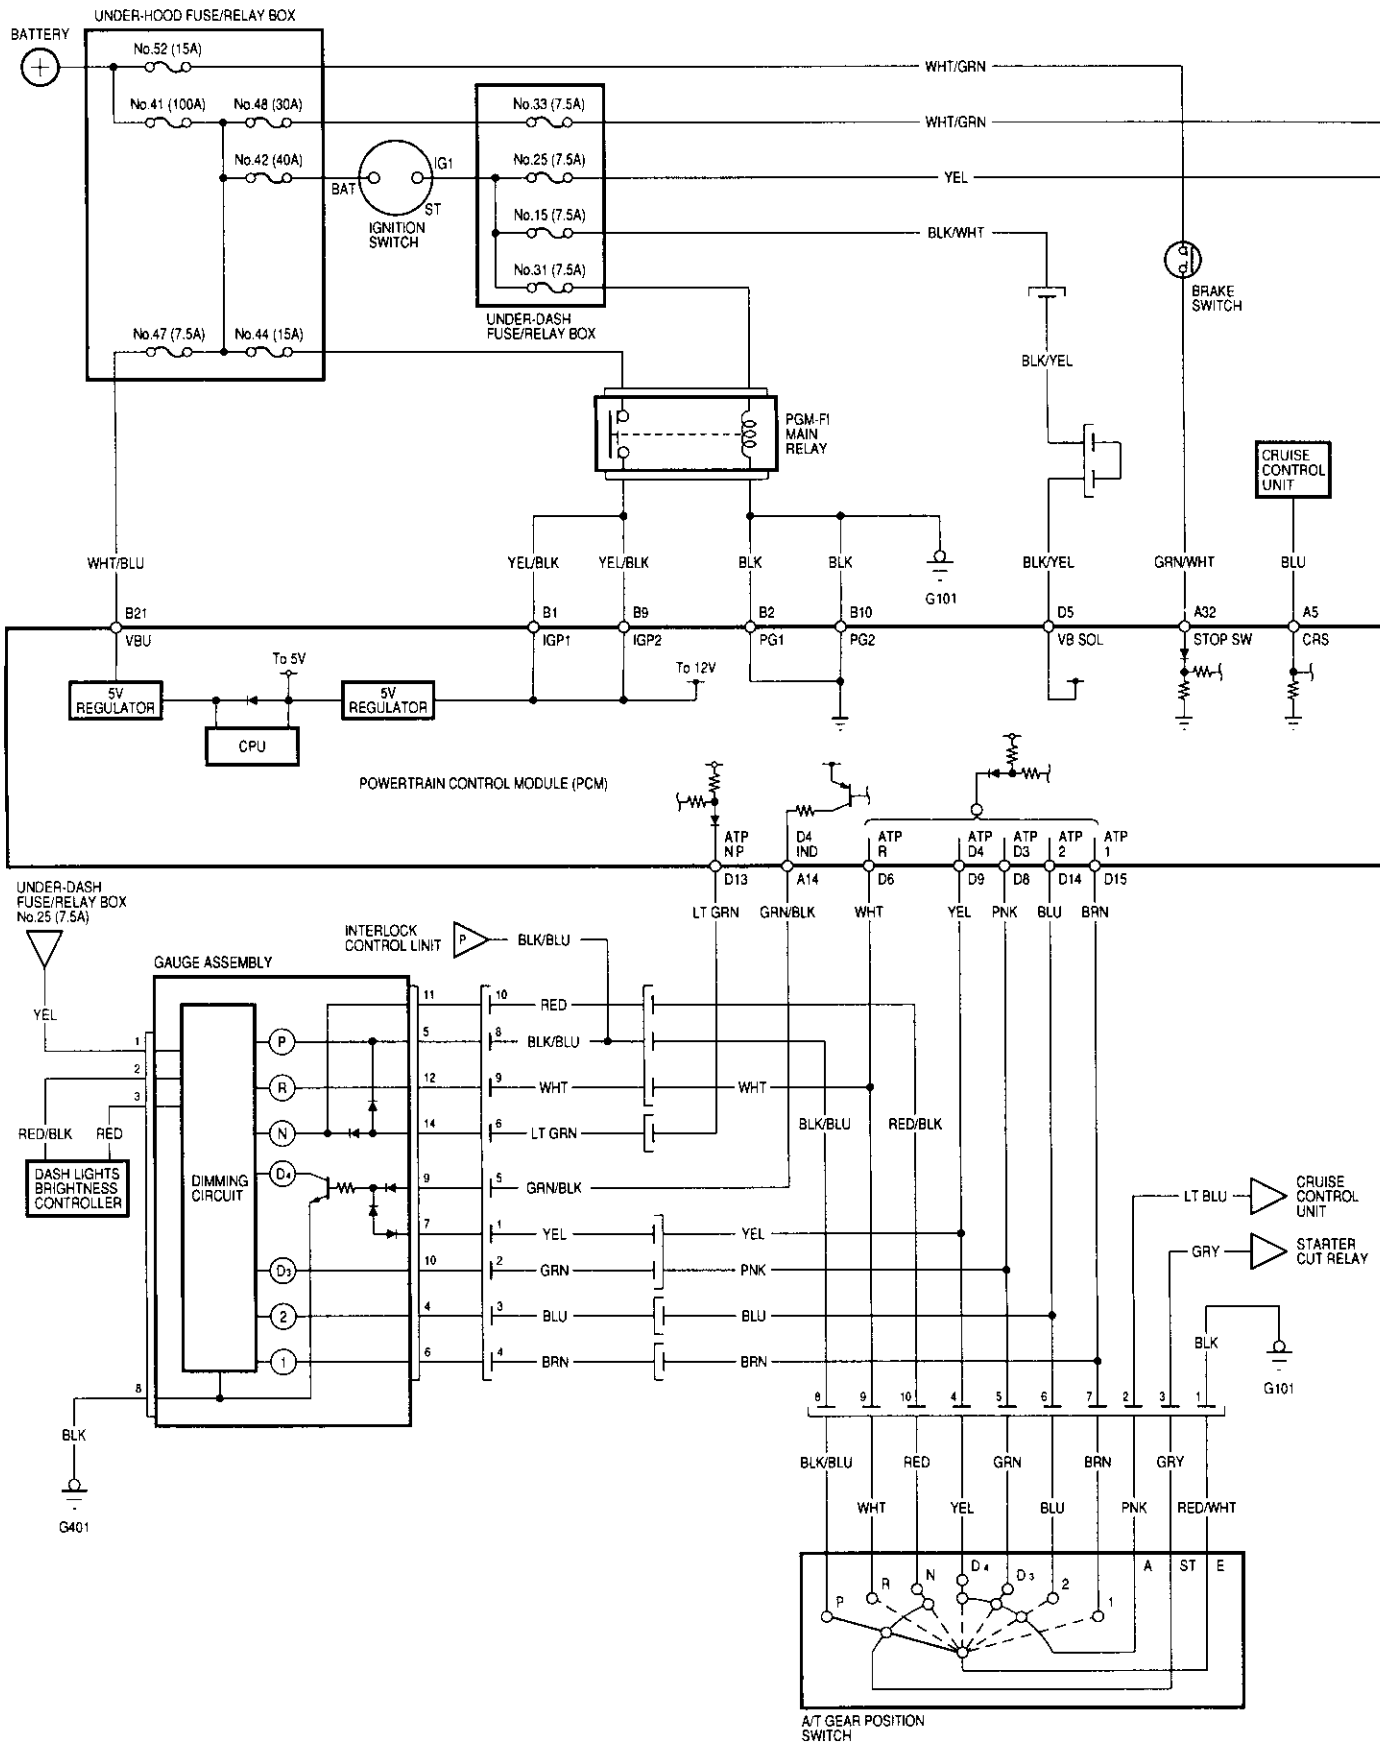 UNDER-HOOD FUSE/RELAY BOX
BATTERY
No.52 (15A)
WHT/GRN
No.41 (100A)
No.48 (30A)
No.33 (7.5A)
WHT/GRN
No.42 (40A)
IG1
No.25 (7.5A)
YEL
BAT
ST
IGNITION
SWITCH
No.15 (7.5A)
BLK/WHT
No.31 (7.5A)
BRAKE
SWITCH
UNDER-DASH
FUSE/RELAY BOX
No.47 (7.5A)
No.44 (15A)
BLK/YEL
PGM-FI
MAIN
RELAY
CRUISE
CONTROL
UNIT
WHT/BLU
YEL/BLK
YEL/BLK
BLK
BLK
G101
BLK/YEL
GRN/WHT
BLU
B21
B1
B9
B2
B10
D5
A32
A5
VBU
IGP1
IGP2
PG1
PG2
VB SOL
STOP SW
CRS
To 5V
To 12V
5V
REGULATOR
5V
REGULATOR
CPU
POWERTRAIN CONTROL MODULE (PCM)
ATP
NP
D4
IND
ATP
R
ATP
D4
ATP
D3
ATP
2
ATP
1
D13
A14
D6
D9
D8
D14
D15
UNDER-DASH
FUSE/RELAY BOX
No.25 (7.5A)
LT GRN
GRN/BLK
WHT
YEL
PNK
BLU
BRN
INTERLOCK
CONTROL UNIT
P
BLK/BLU
GAUGE ASSEMBLY
YEL
11
10
RED
1
P
5
8
BLK/BLU
2
R
12
9
WHT
WHT
3
N
14
6
LT GRN
BLK/BLU
RED/BLK
RED/BLK
RED
DASH LIGHTS
BRIGHTNESS
CONTROLLER
DIMMING
CIRCUIT
D4
9
5
GRN/BLK
LT BLU
CRUISE
CONTROL
UNIT
7
1
YEL
YEL
D3
10
2
GRN
PNK
GRY
STARTER
CUT RELAY
2
4
3
BLU
BLU
1
6
4
BRN
BRN
BLK
G101
8
BLK
G401
8
9
10
4
5
6
7
2
3
1
BLK/BLU
RED
GRN
BRN
GRY
WHT
YEL
BLU
PNK
RED/WHT
P
R
N
D4
D3
2
1
A
ST
E
A/T GEAR POSITION
SWITCH